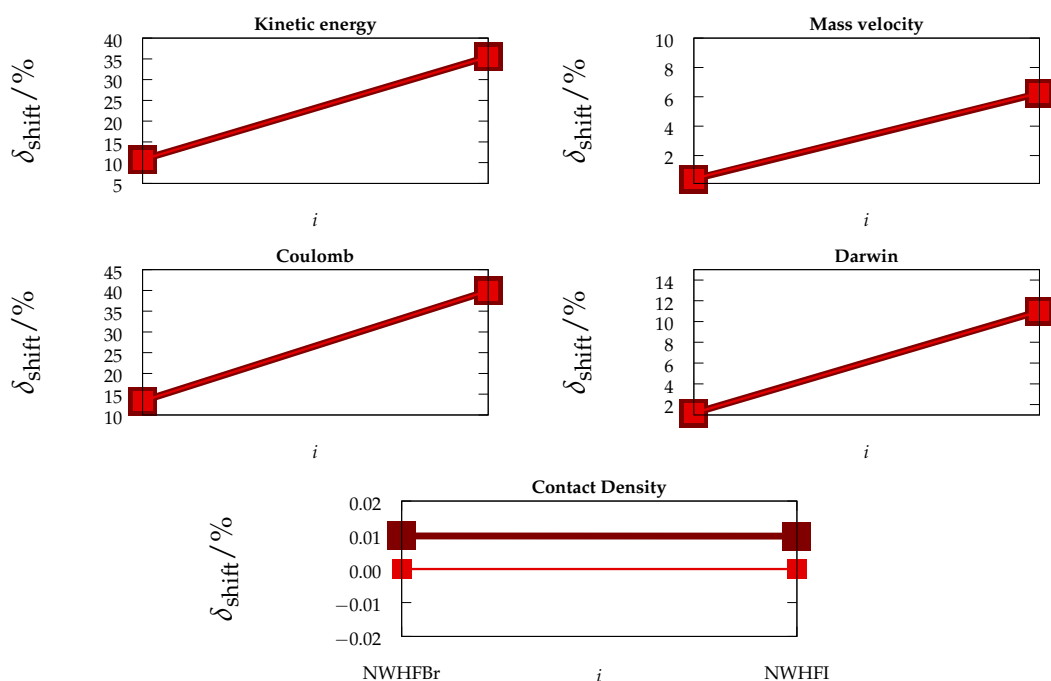 Kinetic energy
δshift/%
40
35
30
25
20
15
10
5
i
Mass velocity
δshift/%
10
8
6
4
2
i
Coulomb
δshift/%
45
40
35
30
25
20
15
10
i
Darwin
δshift/%
14
12
10
8
6
4
2
i
Contact Density
δshift/%
0.02
0.01
0.00
−0.01
−0.02
NWHFBr
i
NWHFI